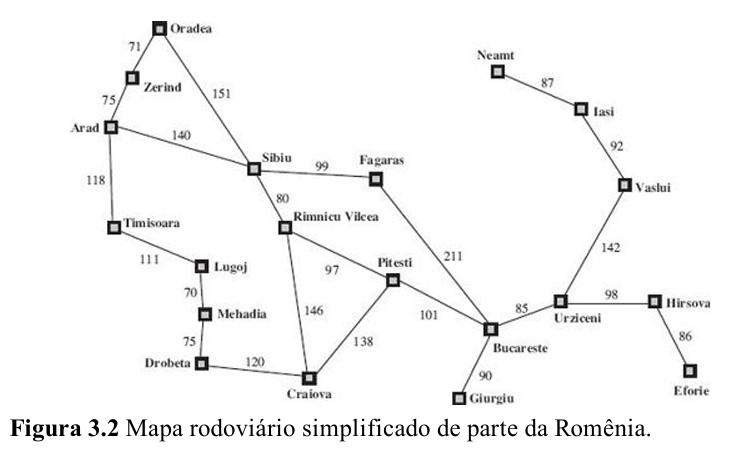 Oradea
71
Neamt
Zerind
87
75
151
Iasi
Arad
140
92
Sibiu
99
Fagaras
118
80
Vaslui
Timisoara
Rimnicu Vilcea
142
111
211
Lugoj
97
Pitesti
70
98
Hirsova
146
101
85
Mehadia
Urziceni
75
138
86
Bucareste
Drobeta
120
90
Craiova
Giurgiu
Eforie
Figura 3.2 Mapa rodoviário simplificado de parte da Romênia.